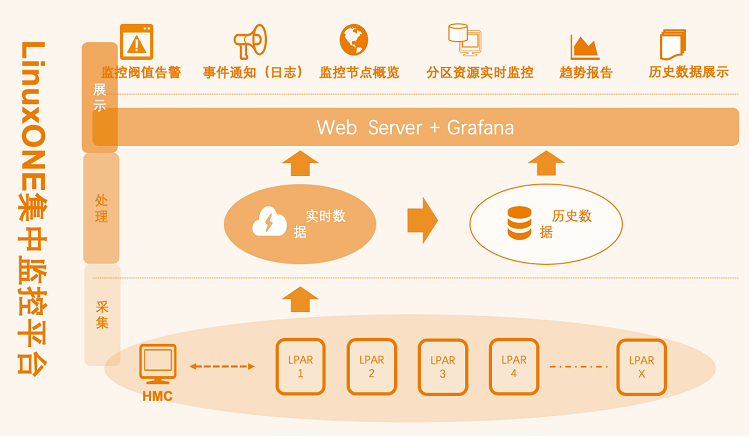 LinuxONE集中监控平台
展
示
监控阀值告警
事件通知（日志）
监控节点概览
分区资源实时监控
趋势报告
历史数据展示
Web Server + Grafana
处
理
实时数
据
历史数
据
采
集
HMC
LPAR
1
LPAR
2
LPAR
3
LPAR
4
LPAR
X